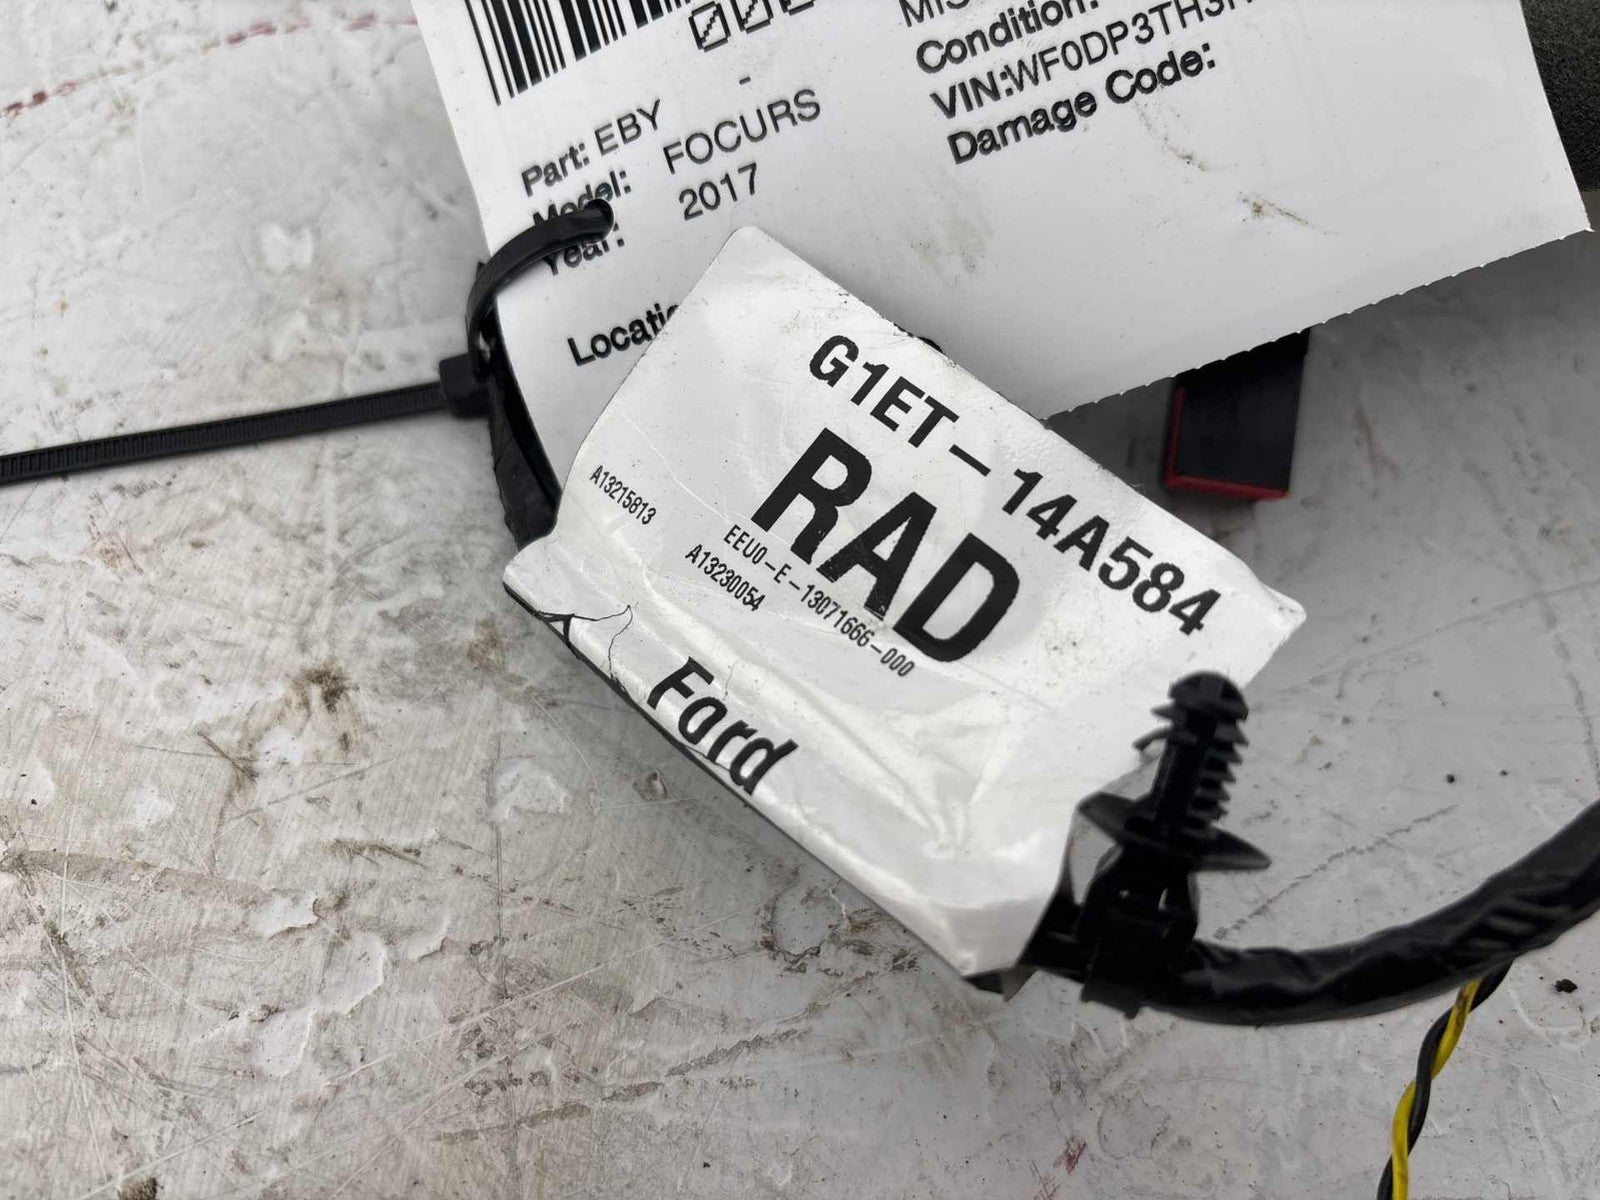 Condition:
VIN:WF0DP3TH3H
Damage Code:
Part: EBY -
Model: FOCURS
Year: 2017
G1ET-14A584
RAD
A13215813
EEU0-E-13071666-000
A13230054
Ford